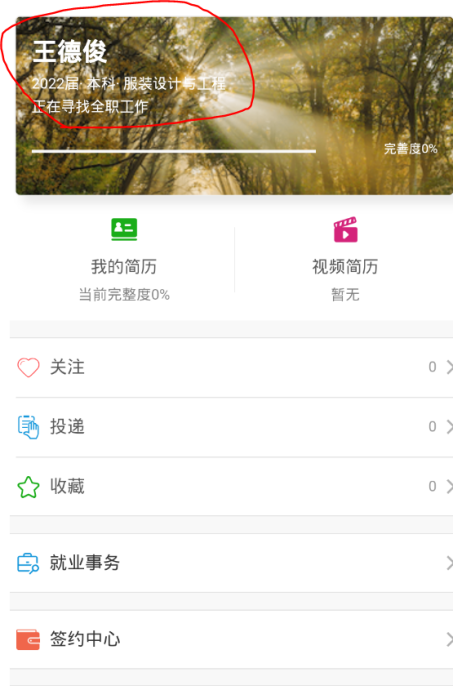 王德俊
2022届· 本科· 服装设计与工程
正在寻找全职工作
完善度0%
我的简历
视频简历
当前完整度0%
暂无
关注
0
投递
0
收藏
0
就业事务
签约中心